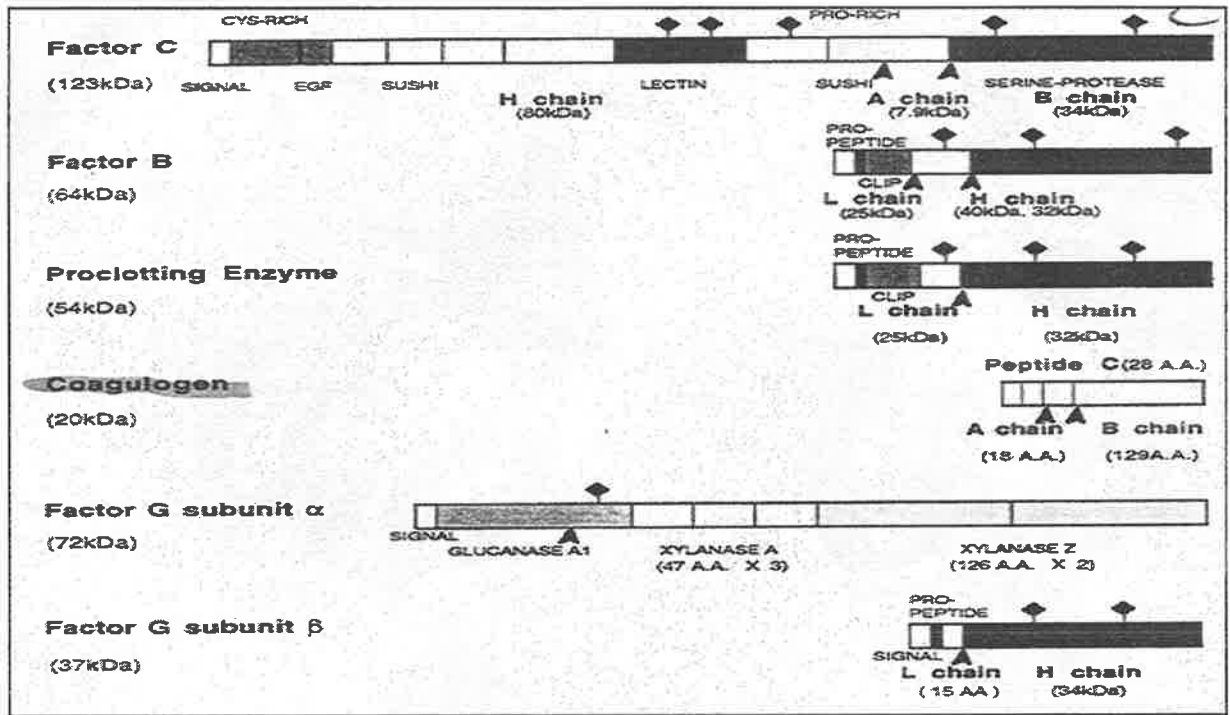 CYS-RICH PRO-RICH
Factor C
(123kDa)
SIGNAL EGF SUSHI LECTIN SUSHI SERINE-PROTEASE
H chain A chain B chain
(80kDa) (7.9kDa) (34kDa)
PRO-
PEPTIDE
Factor B
(64kDa)
CLIP
L chain H chain
(25kDa) (40kDa, 32kDa)
PRO-
PEPTIDE
Proclotting Enzyme
(54kDa)
CLIP
L chain H chain
(25kDa) (32kDa)
Peptide C (28 A.A.)
Coagulogen
(20kDa)
A chain B chain
(18 A.A.) (129A.A.)
Factor G subunit α
(72kDa)
SIGNAL
GLUCANASE A1 XYLANASE A XYLANASE Z
(47 A.A. X 3) (126 A.A. X 2)
PRO-
PEPTIDE
Factor G subunit β
(37kDa)
SIGNAL
L chain H chain
(15 AA) (34kDa)